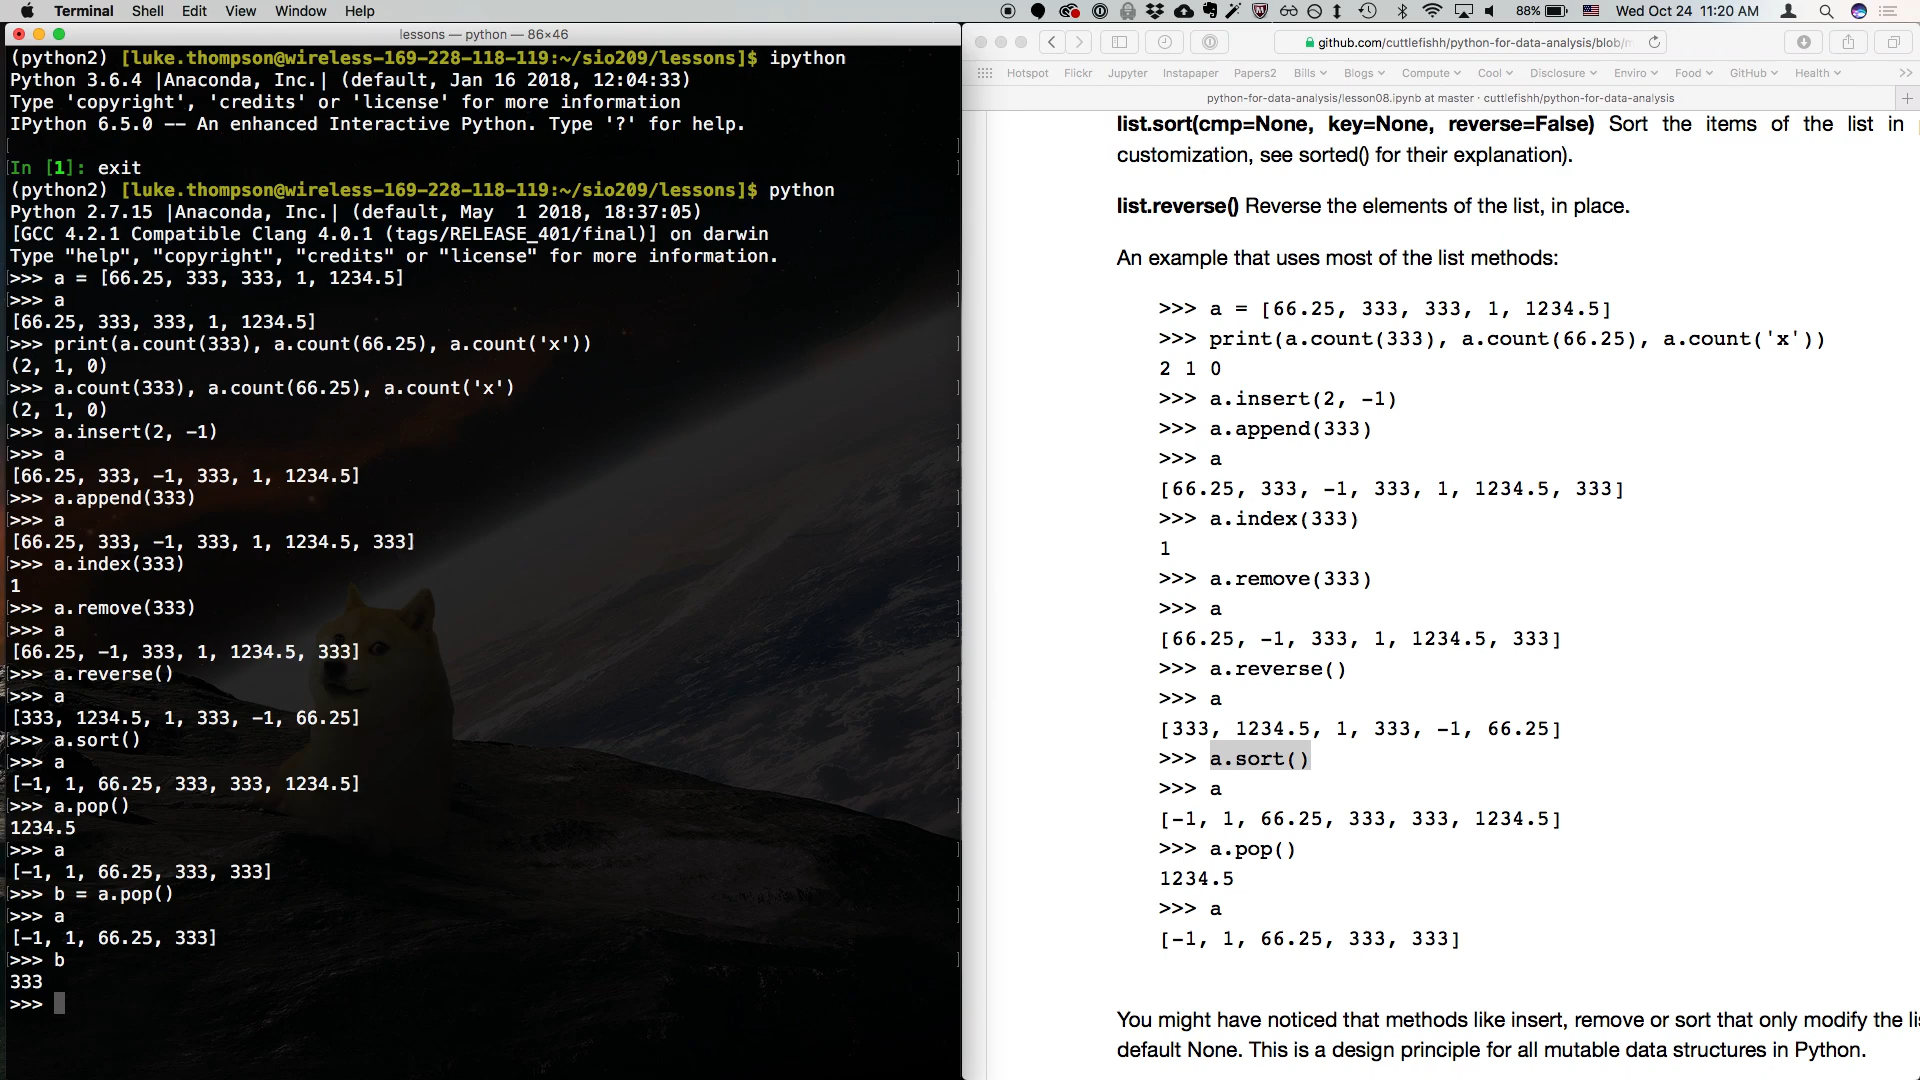 Terminal Shell Edit View Window Help 88% Wed Oct 24 11:20 AM
lessons — python — 86×46
(python2) [luke.thompson@wireless-169-228-118-119:~/sio209/lessons]$ ipython
Python 3.6.4 |Anaconda, Inc.| (default, Jan 16 2018, 12:04:33)
Type 'copyright', 'credits' or 'license' for more information
IPython 6.5.0 -- An enhanced Interactive Python. Type '?' for help.
In [1]: exit
(python2) [luke.thompson@wireless-169-228-118-119:~/sio209/lessons]$ python
Python 2.7.15 |Anaconda, Inc.| (default, May  1 2018, 18:37:05)
[GCC 4.2.1 Compatible Clang 4.0.1 (tags/RELEASE_401/final)] on darwin
Type "help", "copyright", "credits" or "license" for more information.
>>> a = [66.25, 333, 333, 1, 1234.5]
>>> a
[66.25, 333, 333, 1, 1234.5]
>>> print(a.count(333), a.count(66.25), a.count('x'))
(2, 1, 0)
>>> a.count(333), a.count(66.25), a.count('x')
(2, 1, 0)
>>> a.insert(2, -1)
>>> a
[66.25, 333, -1, 333, 1, 1234.5]
>>> a.append(333)
>>> a
[66.25, 333, -1, 333, 1, 1234.5, 333]
>>> a.index(333)
1
>>> a.remove(333)
>>> a
[66.25, -1, 333, 1, 1234.5, 333]
>>> a.reverse()
>>> a
[333, 1234.5, 1, 333, -1, 66.25]
>>> a.sort()
>>> a
[-1, 1, 66.25, 333, 333, 1234.5]
>>> a.pop()
1234.5
>>> a
[-1, 1, 66.25, 333, 333]
>>> b = a.pop()
>>> a
[-1, 1, 66.25, 333]
>>> b
333
>>>
github.com/cuttlefishh/python-for-data-analysis/blob/
Hotspot Flickr Jupyter Instapaper Papers2 Bills Blogs Compute Cool Disclosure Enviro Food GitHub Health
python-for-data-analysis/lesson08.ipynb at master · cuttlefishh/python-for-data-analysis
list.sort(cmp=None, key=None, reverse=False) Sort the items of the list in
customization, see sorted() for their explanation).
list.reverse() Reverse the elements of the list, in place.
An example that uses most of the list methods:
>>> a = [66.25, 333, 333, 1, 1234.5]
>>> print(a.count(333), a.count(66.25), a.count('x'))
2 1 0
>>> a.insert(2, -1)
>>> a.append(333)
>>> a
[66.25, 333, -1, 333, 1, 1234.5, 333]
>>> a.index(333)
1
>>> a.remove(333)
>>> a
[66.25, -1, 333, 1, 1234.5, 333]
>>> a.reverse()
>>> a
[333, 1234.5, 1, 333, -1, 66.25]
>>> a.sort()
>>> a
[-1, 1, 66.25, 333, 333, 1234.5]
>>> a.pop()
1234.5
>>> a
[-1, 1, 66.25, 333, 333]
You might have noticed that methods like insert, remove or sort that only modify the
default None. This is a design principle for all mutable data structures in Python.